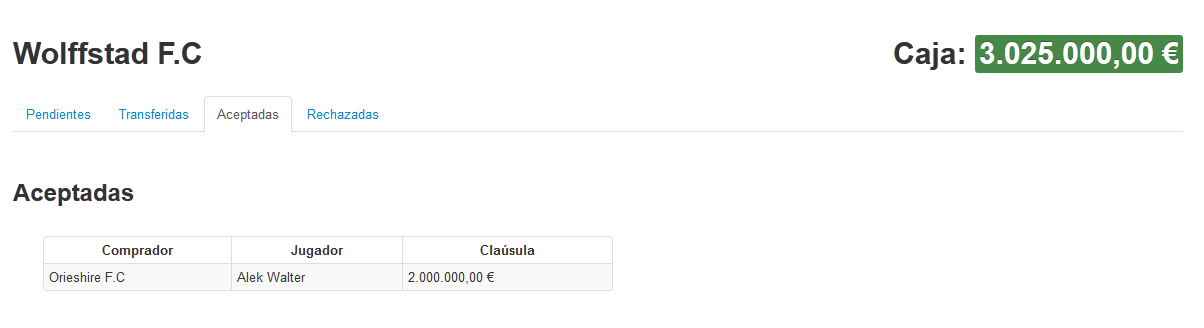 Wolffstad F.C Caja: 3.025.000,00 €
Pendientes Transferidas Aceptadas Rechazadas
Aceptadas
Comprador Jugador Claúsula
Orieshire F.C Alek Walter 2.000.000,00 €